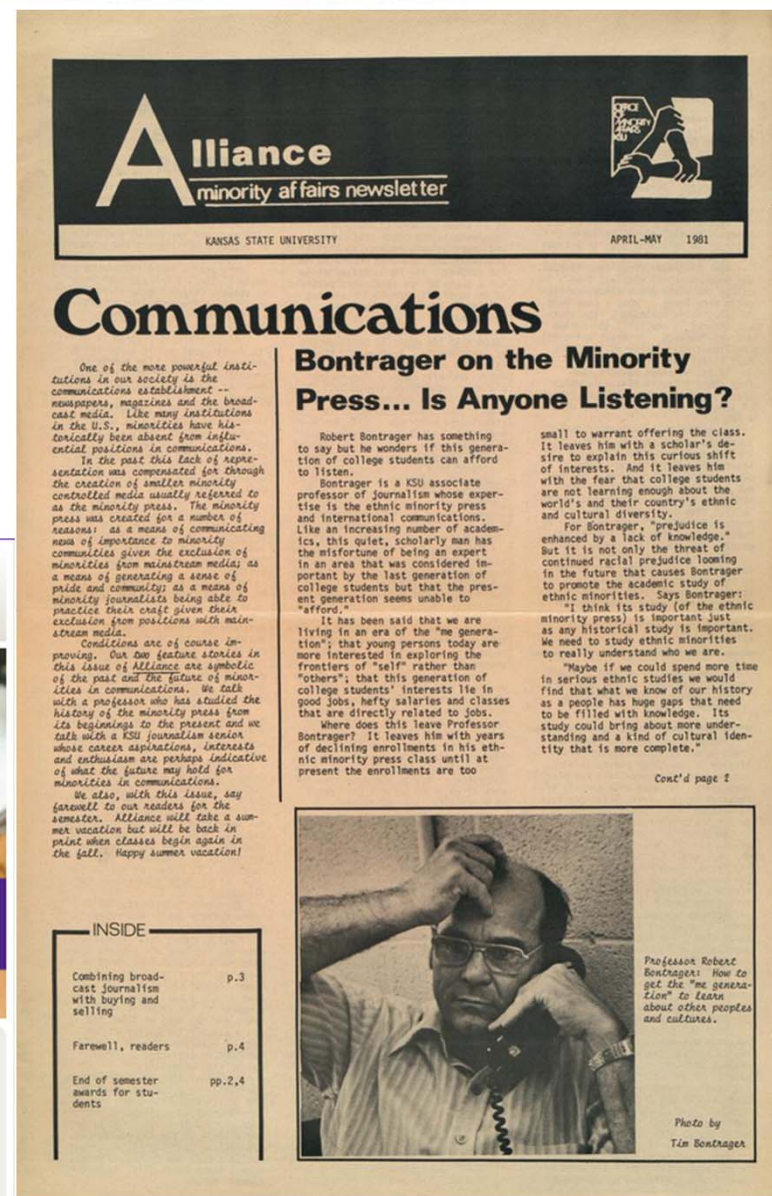 Alliance
minority affairs newsletter
OFFICE
OF
MINORITY
AFFAIRS
KSU
KANSAS STATE UNIVERSITY
APRIL-MAY 1981
Communications
One of the more powerful insti-
tutions in our society is the
communications establishment --
newspapers, magazines and the broad-
cast media. Like many institutions
in the U.S., minorities have his-
torically been absent from influ-
ential positions in communications.
In the past this lack of repre-
sentation was compensated for through
the creation of smaller minority
controlled media usually referred to
as the minority press. The minority
press was created for a number of
reasons: as a means of communicating
news of importance to minority
communities given the exclusion of
minorities from mainstream media; as
a means of generating a sense of
pride and community; as a means of
minority journalists being able to
practice their craft given their
exclusion from positions with main-
stream media.
Conditions are of course im-
proving. Our two feature stories in
this issue of Alliance are symbolic
of the past and the future of minor-
ities in communications. We talk
with a professor who has studied the
history of the minority press from
its beginnings to the present and we
talk with a KSU journalism senior
whose career aspirations, interests
and enthusiasm are perhaps indicative
of what the future may hold for
minorities in communications.
We also, with this issue, say
farewell to our readers for the
semester. Alliance will take a sum-
mer vacation but will be back in
print when classes begin again in
the fall. Happy summer vacation!
Bontrager on the Minority
Press... Is Anyone Listening?
Robert Bontrager has something
to say but he wonders if this genera-
tion of college students can afford
to listen.
Bontrager is a KSU associate
professor of journalism whose exper-
tise is the ethnic minority press
and international communications.
Like an increasing number of academ-
ics, this quiet, scholarly man has
the misfortune of being an expert
in an area that was considered im-
portant by the last generation of
college students but that the pres-
ent generation seems unable to
"afford."
It has been said that we are
living in an era of the "me genera-
tion"; that young persons today are
more interested in exploring the
frontiers of "self" rather than
"others"; that this generation of
college students' interests lie in
good jobs, hefty salaries and classes
that are directly related to jobs.
Where does this leave Professor
Bontrager? It leaves him with years
of declining enrollments in his eth-
nic minority press class until at
present the enrollments are too
small to warrant offering the class.
It leaves him with a scholar's de-
sire to explain this curious shift
of interests. And it leaves him
with the fear that college students
are not learning enough about the
world's and their country's ethnic
and cultural diversity.
For Bontrager, "prejudice is
enhanced by a lack of knowledge."
But it is not only the threat of
continued racial prejudice looming
in the future that causes Bontrager
to promote the academic study of
ethnic minorities. Says Bontrager:
"I think its study (of the ethnic
minority press) is important just
as any historical study is important.
We need to study ethnic minorities
to really understand who we are.
"Maybe if we could spend more time
in serious ethnic studies we would
find that what we know of our history
as a people has huge gaps that need
to be filled with knowledge. Its
study could bring about more under-
standing and a kind of cultural iden-
tity that is more complete."
Cont'd page 2
INSIDE
Combining broad- p.3
cast journalism
with buying and
selling
Farewell, readers p.4
End of semester pp.2,4
awards for stu-
dents
Professor Robert
Bontrager: How to
get the "me genera-
tion" to learn
about other peoples
and cultures.
Photo by
Tim Bontrager